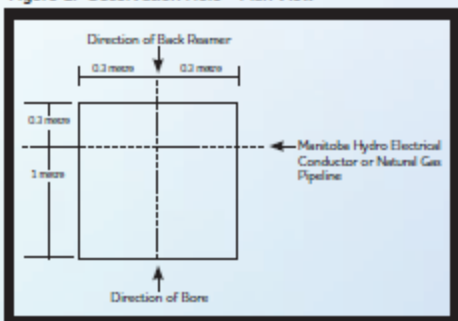 Direction of Back Reamer
0.3 metre 0.3 metre
0.3 metre
Manitoba Hydro Electrical
Conductor or Natural Gas
Pipeline
1 metre
Direction of Bore